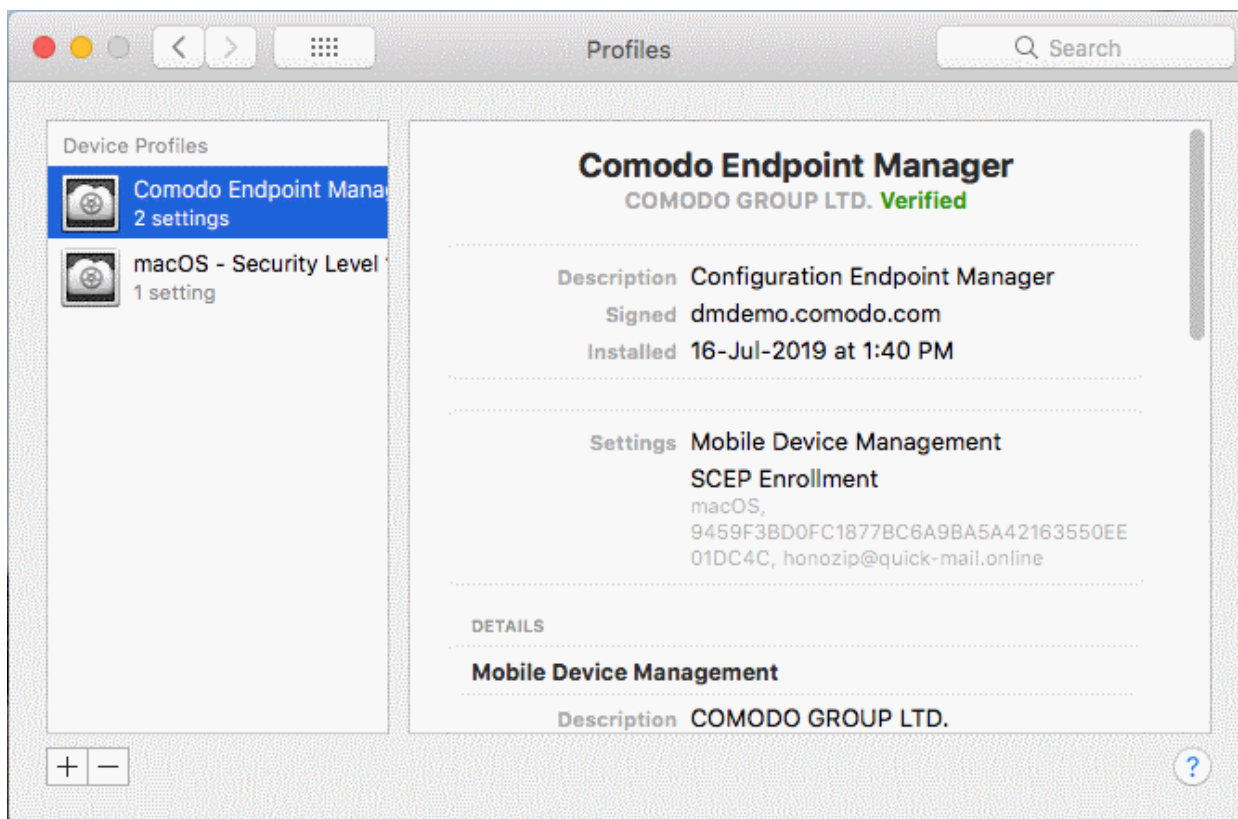 Profiles
Search
Device Profiles
Comodo Endpoint Mana
2 settings
macOS - Security Level
1 setting
Comodo Endpoint Manager
COMODO GROUP LTD. Verified
Description Configuration Endpoint Manager
Signed dmdemo.comodo.com
Installed 16-Jul-2019 at 1:40 PM
Settings Mobile Device Management
SCEP Enrollment
macOS,
9459F3BD0FC1877BC6A9BA5A42163550EE
01DC4C, honozip@quick-mail.online
DETAILS
Mobile Device Management
Description COMODO GROUP LTD.
+ −
?